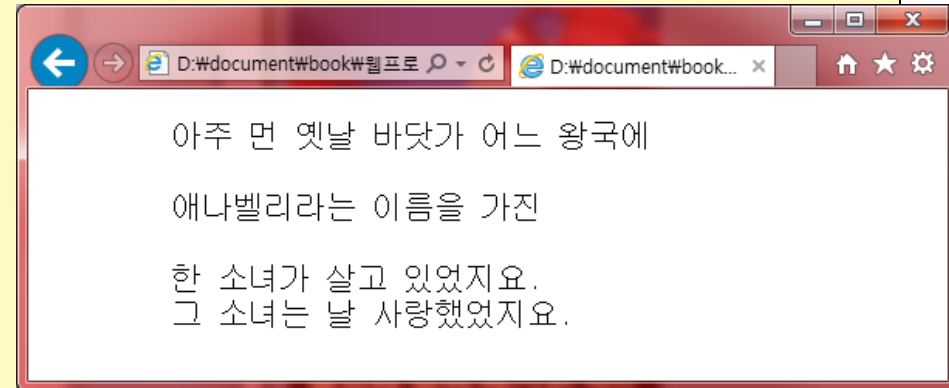 D:₩document₩book₩웹프로
D:₩document₩book...
아주 먼 옛날 바닷가 어느 왕국에
애나벨리라는 이름을 가진
한 소녀가 살고 있었지요.
그 소녀는 날 사랑했었지요.